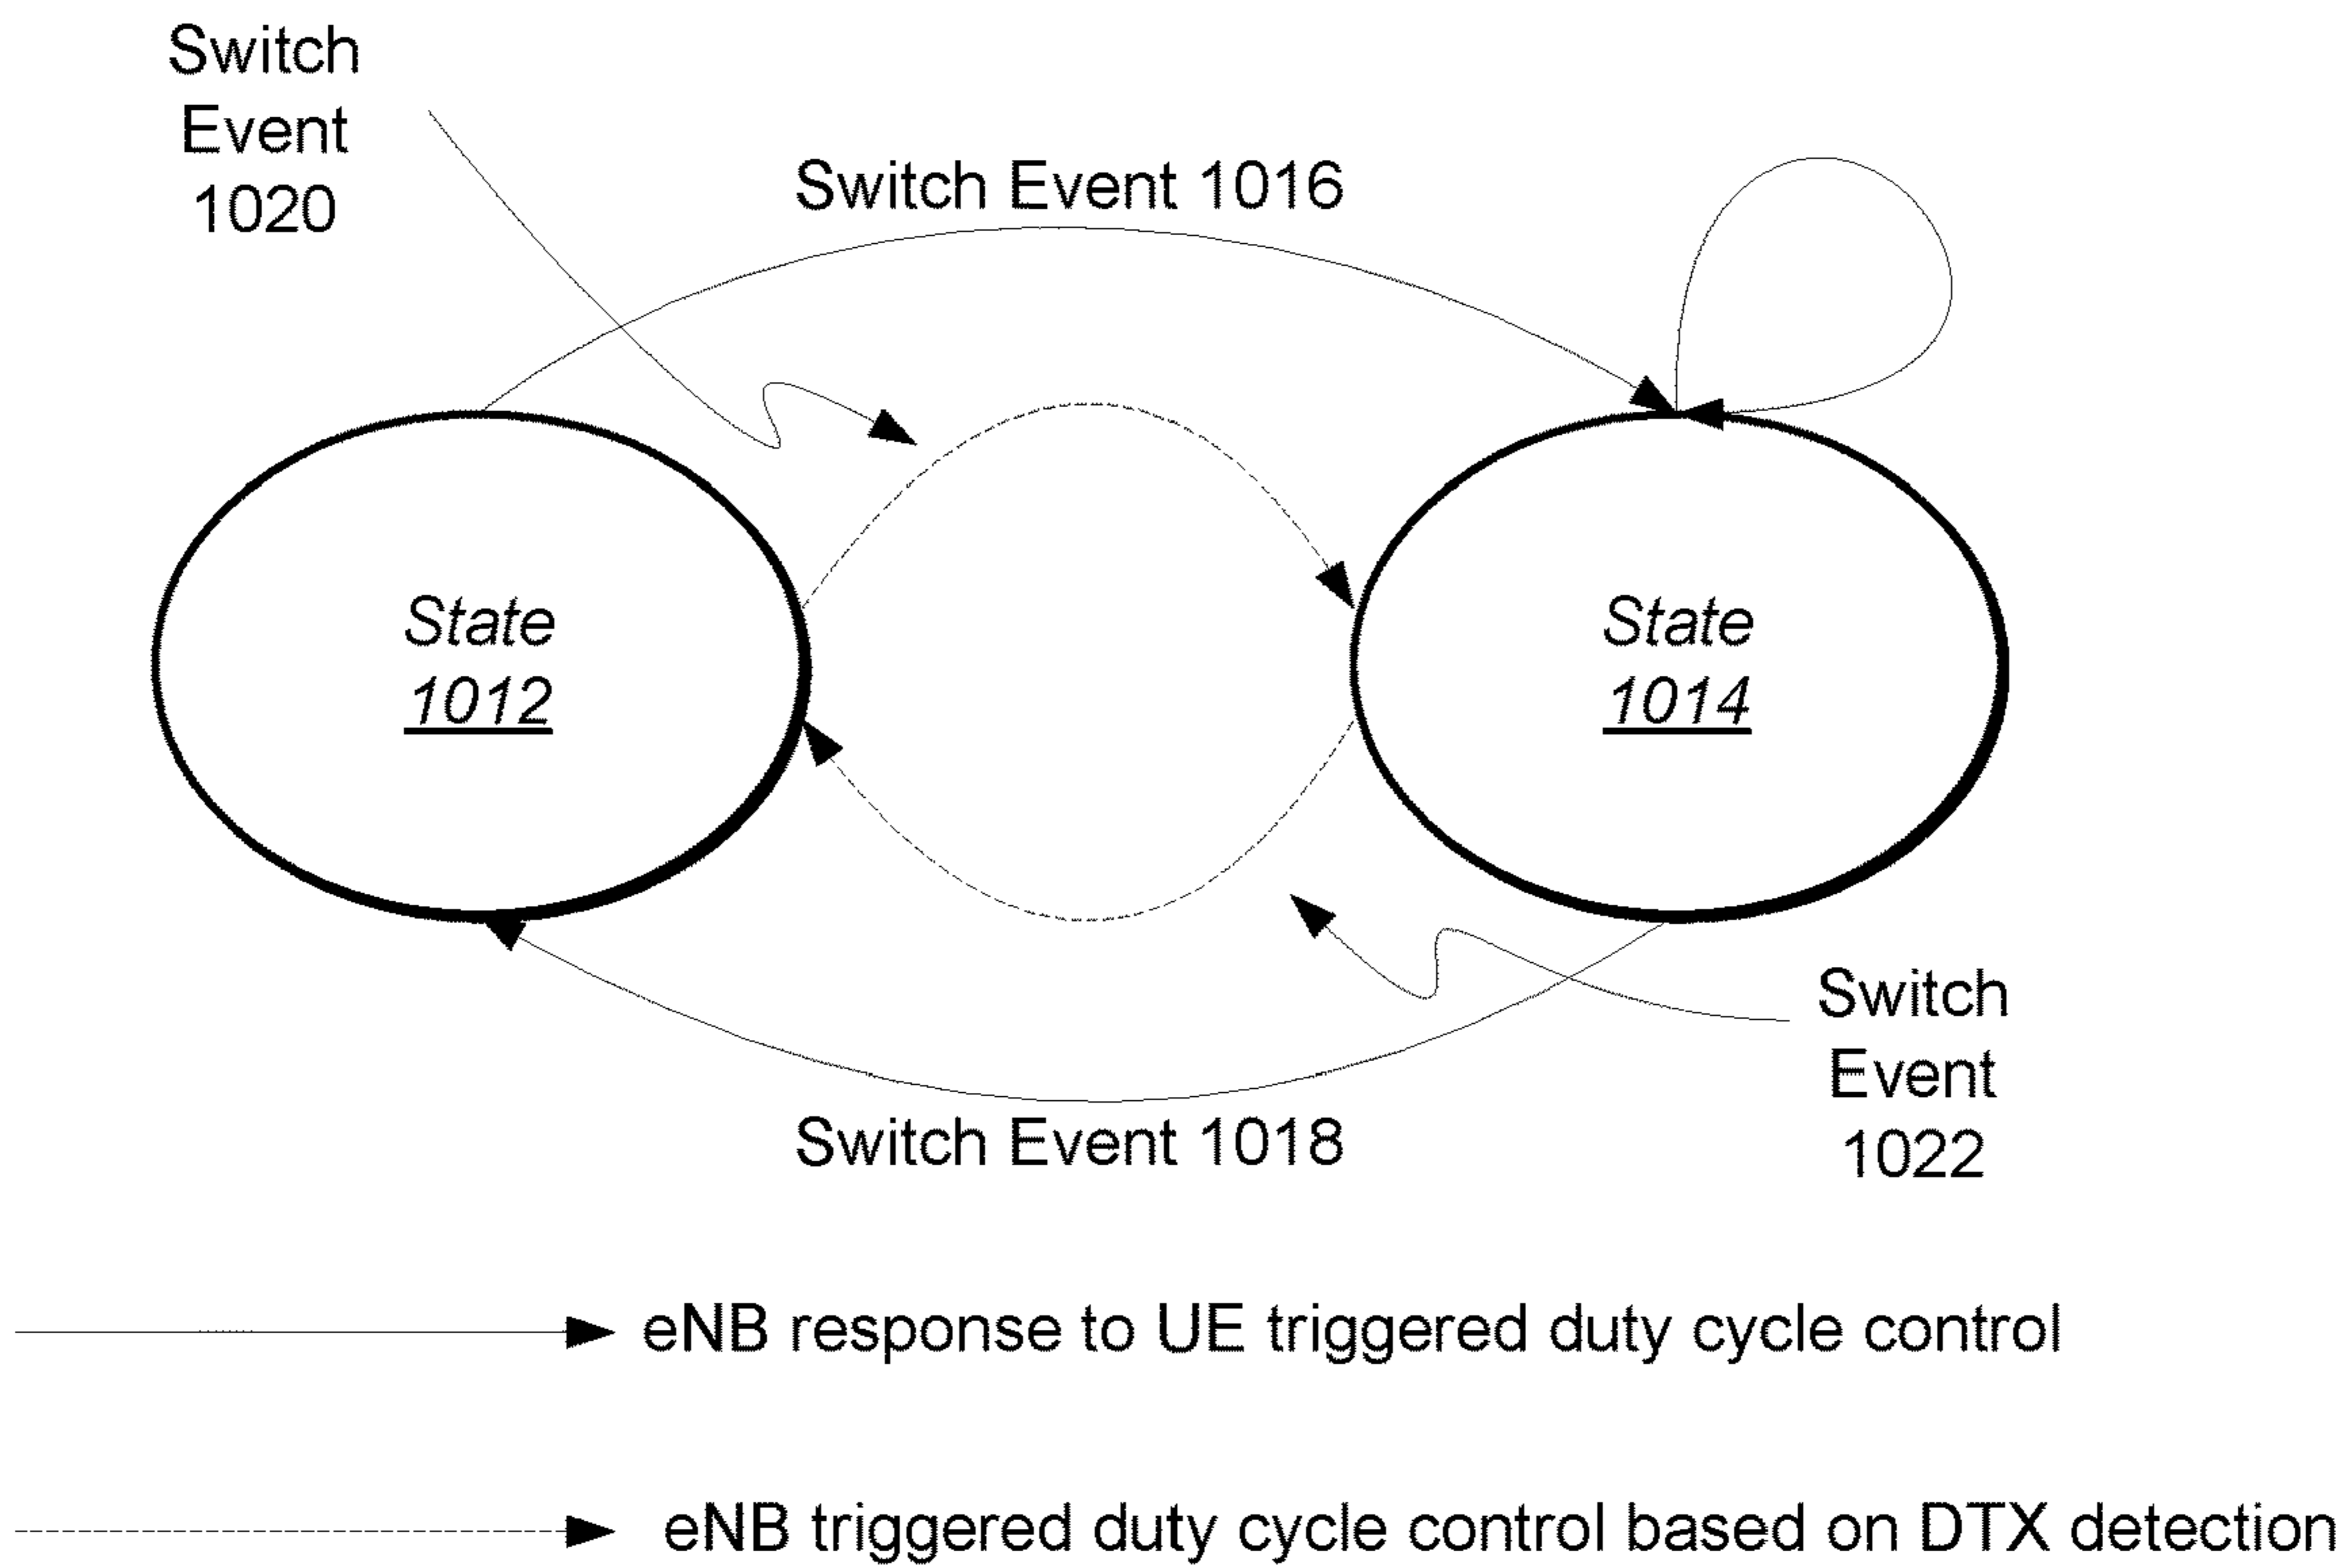 Switch
Event
1020
Switch Event 1016
State
1012
State
1014
Switch
Event
1022
Switch Event 1018
eNB response to UE triggered duty cycle control
eNB triggered duty cycle control based on DTX detection